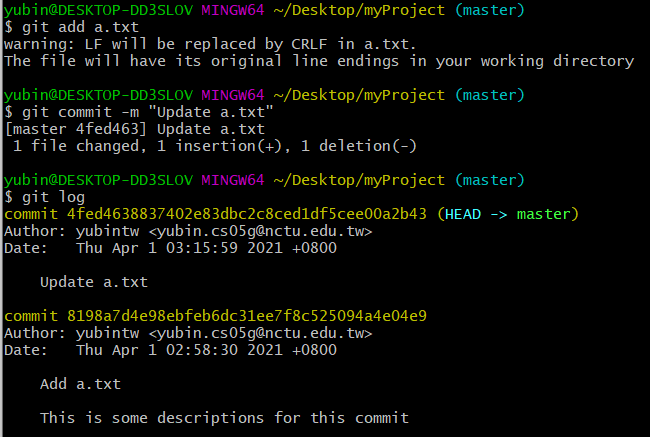 yubin@DESKTOP-DD3SLOV MINGW64 ~/Desktop/myProject (master)
$ git add a.txt
warning: LF will be replaced by CRLF in a.txt.
The file will have its original line endings in your working directory
yubin@DESKTOP-DD3SLOV MINGW64 ~/Desktop/myProject (master)
$ git commit -m "Update a.txt"
[master 4fed463] Update a.txt
 1 file changed, 1 insertion(+), 1 deletion(-)
yubin@DESKTOP-DD3SLOV MINGW64 ~/Desktop/myProject (master)
$ git log
commit 4fed4638837402e83dbc2c8ced1df5cee00a2b43 (HEAD -> master)
Author: yubintw <yubin.cs05g@nctu.edu.tw>
Date:   Thu Apr 1 03:15:59 2021 +0800
    Update a.txt
commit 8198a7d4e98ebfeb6dc31ee7f8c525094a4e04e9
Author: yubintw <yubin.cs05g@nctu.edu.tw>
Date:   Thu Apr 1 02:58:30 2021 +0800
    Add a.txt
    This is some descriptions for this commit